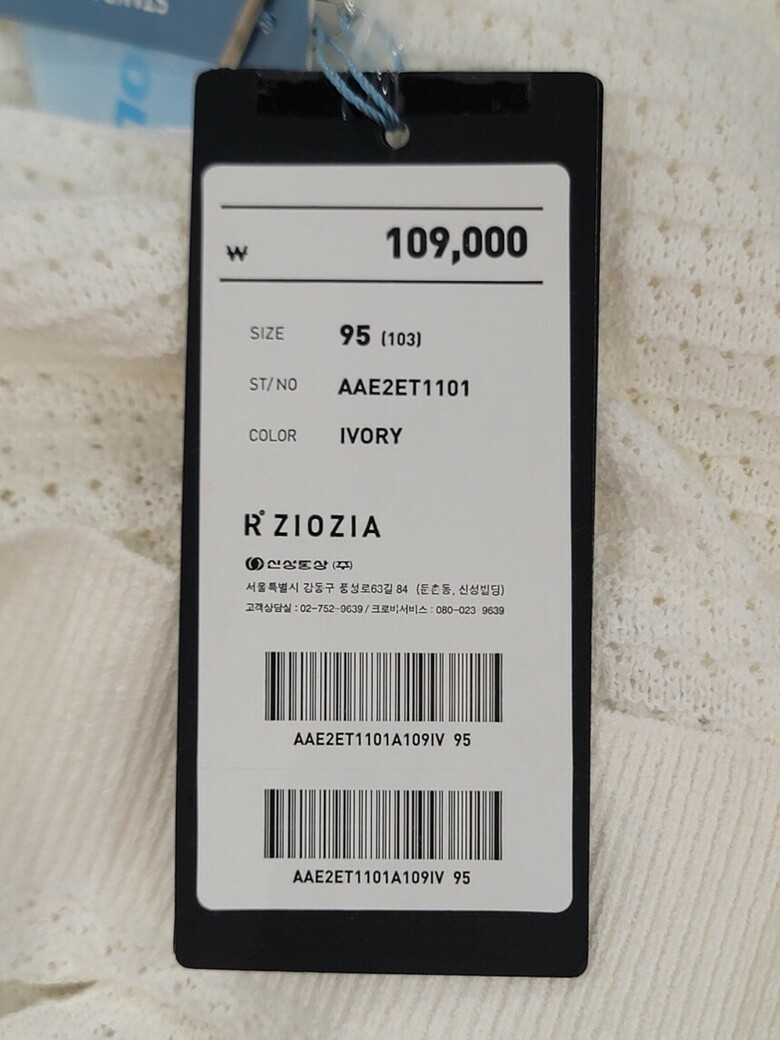 ₩ 109,000
SIZE 95 (103)
ST/NO AAE2ET1101
COLOR IVORY
R° ZIOZIA
신성통상 (주)
서울특별시 강동구 풍성로63길 84 (둔촌동, 신성빌딩)
고객상담실 : 02-752-9639 / 크로비서비스 : 080-023 9639
AAE2ET1101A109IV 95
AAE2ET1101A109IV 95